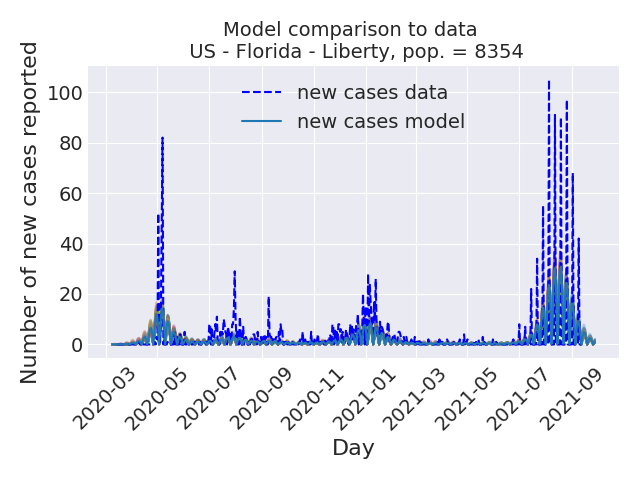 Model comparison to data
US - Florida - Liberty, pop. = 8354
new cases data
new cases model
Number of new cases reported
100
80
60
40
20
0
2020-03
2020-05
2020-07
2020-09
2020-11
2021-01
2021-03
2021-05
2021-07
2021-09
Day